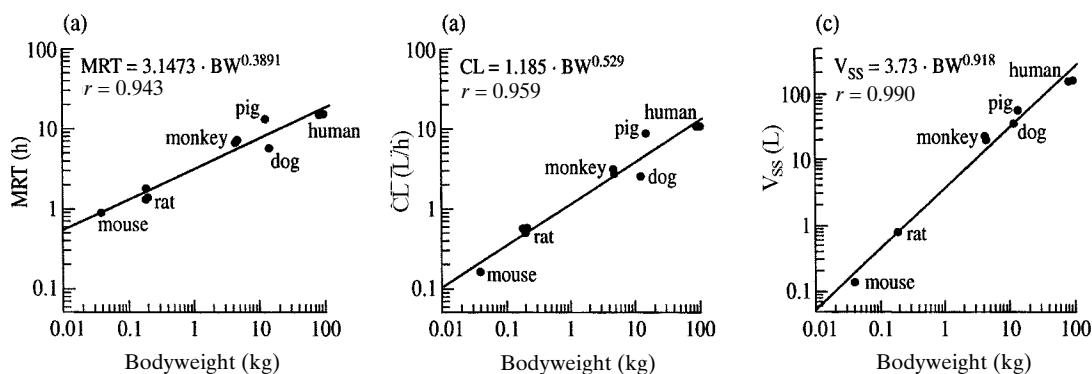 (a)
100
10
1
0.1
MRT (h)
MRT = 3.1473 · BW^0.3891
r = 0.943
pig
monkey
human
dog
rat
mouse
0.01 0.1 1 10 100
Bodyweight (kg)
(a)
100
10
1
0.1
CL (L/h)
CL = 1.185 · BW^0.529
r = 0.959
human
pig
monkey
dog
rat
mouse
0.01 0.1 1 10 100
Bodyweight (kg)
(c)
100
10
1
0.1
V_SS (L)
V_SS = 3.73 · BW^0.918
human
r = 0.990
pig
monkey
dog
rat
mouse
0.01 0.1 1 10 100
Bodyweight (kg)